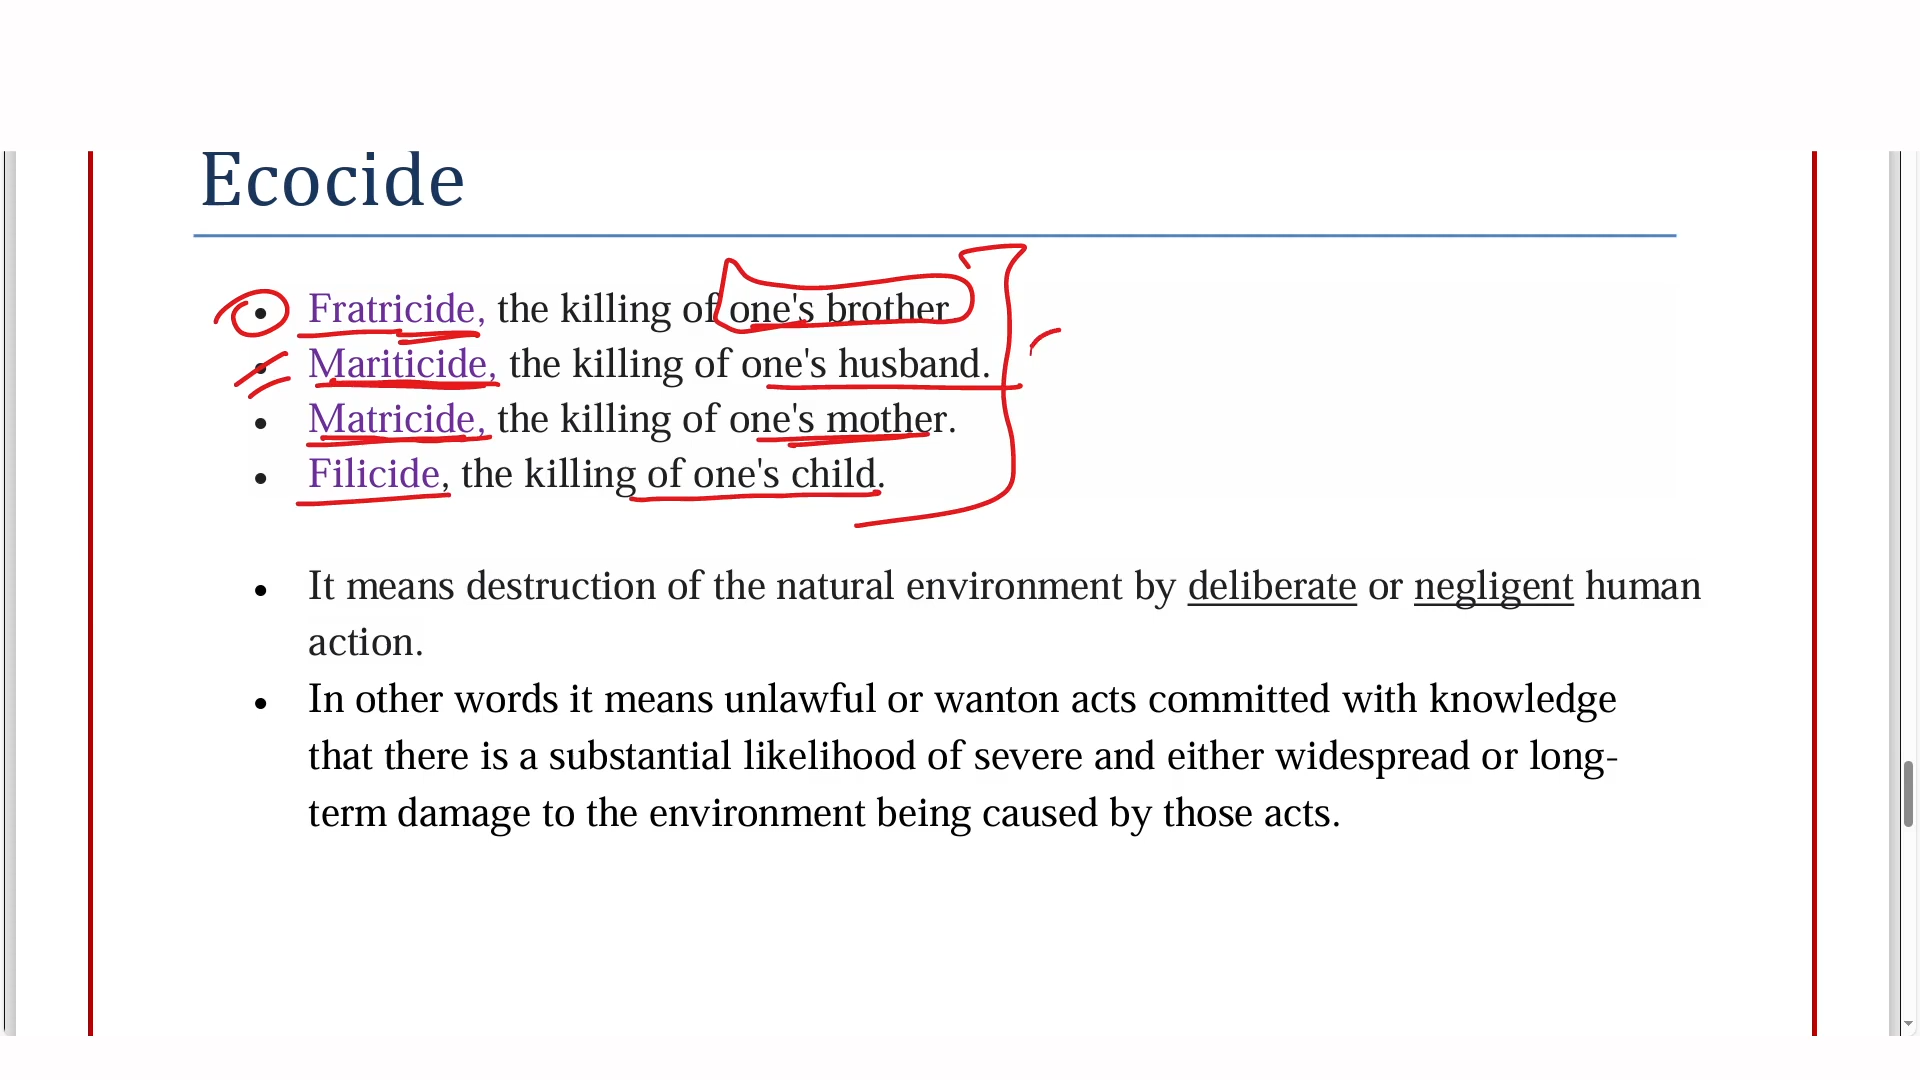 Ecocide
• Fratricide, the killing of one's brother
• Mariticide, the killing of one's husband.
• Matricide, the killing of one's mother.
• Filicide, the killing of one's child.
• It means destruction of the natural environment by deliberate or negligent human
action.
• In other words it means unlawful or wanton acts committed with knowledge
that there is a substantial likelihood of severe and either widespread or long-
term damage to the environment being caused by those acts.